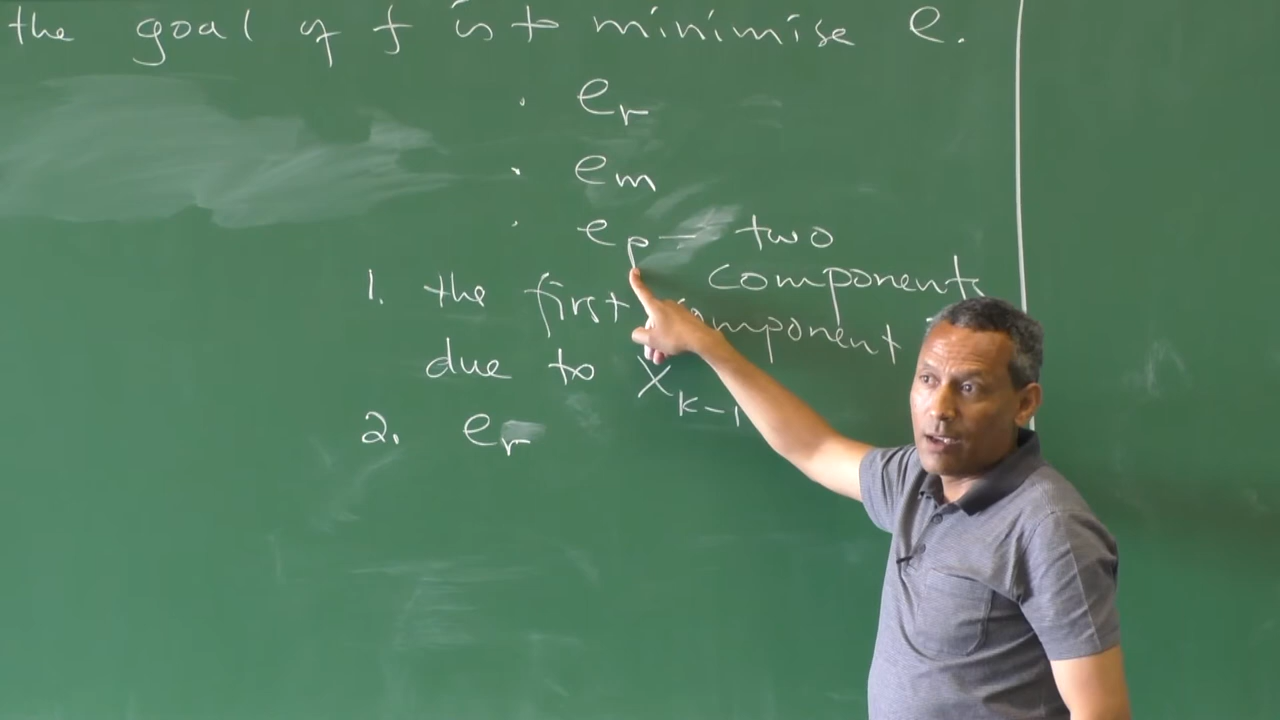 the goal of f is to minimise e.
· er
· em
· ep = two
components
1. the first component
due to Xk-1
2. er